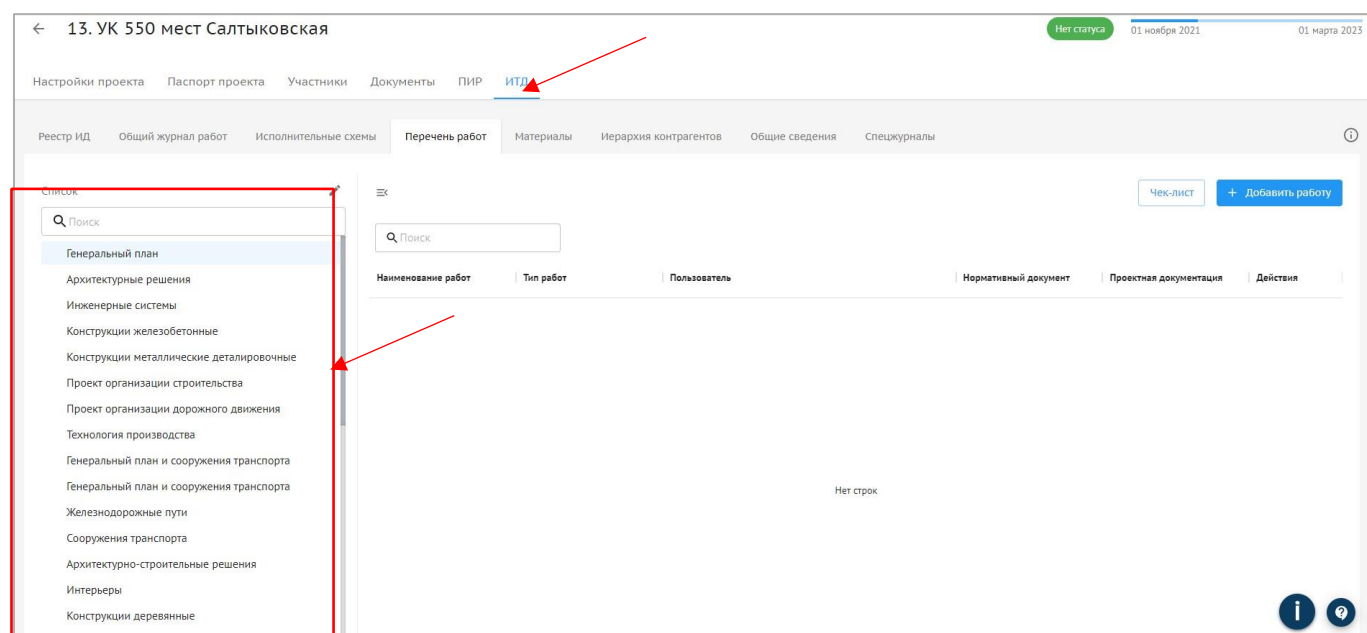 13. УК 550 мест Салтыковская
Нет статуса
01 ноября 2021
01 марта 2023
Настройки проекта Паспорт проекта Участники Документы ПИР ИТД
Реестр ИД Общий журнал работ Исполнительные схемы Перечень работ Материалы Иерархия контрагентов Общие сведения Спецжурналы
Список
Поиск
Генеральный план
Архитектурные решения
Инженерные системы
Конструкции железобетонные
Конструкции металлические деталировочные
Проект организации строительства
Проект организации дорожного движения
Технология производства
Генеральный план и сооружения транспорта
Генеральный план и сооружения транспорта
Железнодорожные пути
Сооружения транспорта
Архитектурно-строительные решения
Интерьеры
Конструкции деревянные
Чек-лист
+ Добавить работу
Поиск
Наименование работ Тип работ Пользователь Нормативный документ Проектная документация Действия
Нет строк